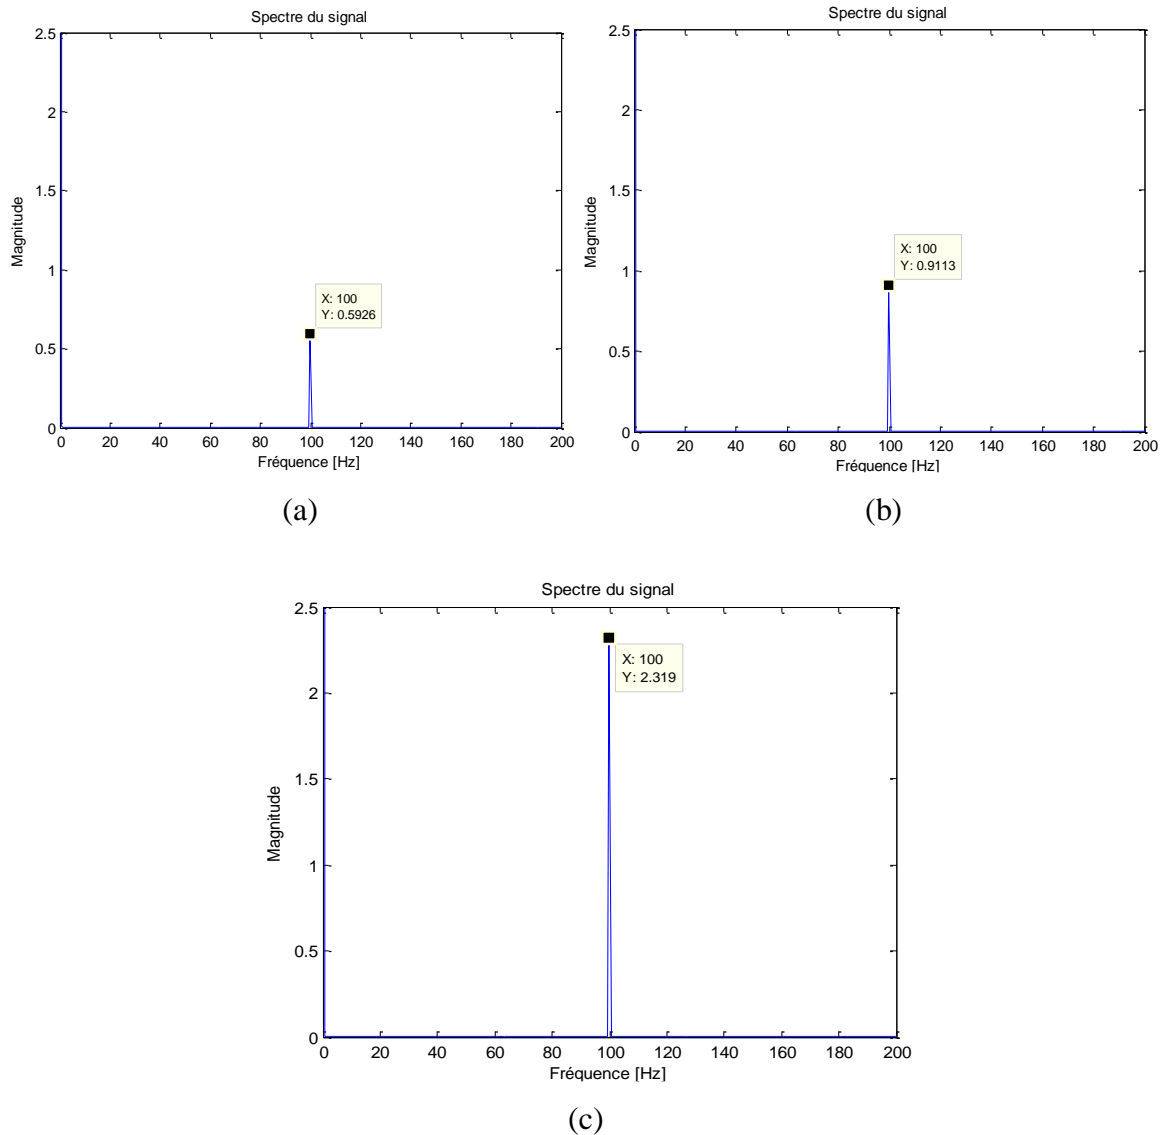 Spectre du signal
2.5
2
1.5
1
0.5
0
Magnitude
X: 100
Y: 0.5926
0 20 40 60 80 100 120 140 160 180 200
Fréquence [Hz]
(a)
Spectre du signal
2.5
2
1.5
1
0.5
0
Magnitude
X: 100
Y: 0.9113
0 20 40 60 80 100 120 140 160 180 200
Fréquence [Hz]
(b)
Spectre du signal
2.5
2
1.5
1
0.5
0
Magnitude
X: 100
Y: 2.319
0 20 40 60 80 100 120 140 160 180 200
Fréquence [Hz]
(c)